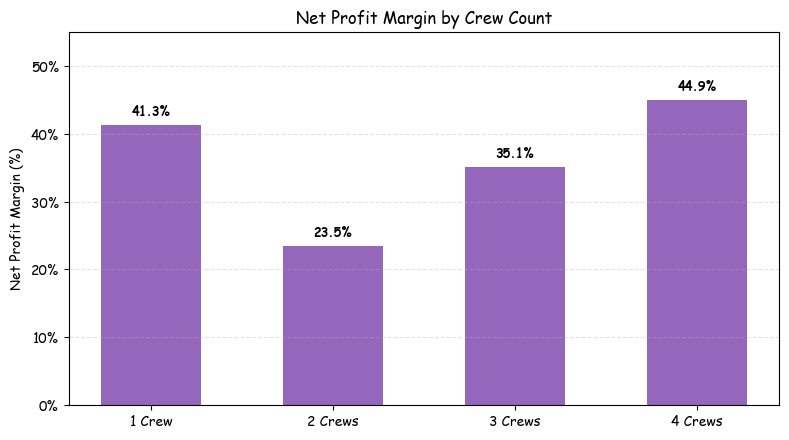 Net Profit Margin by Crew Count
Net Profit Margin (%)
50%
40%
30%
20%
10%
0%
41.3%
23.5%
35.1%
44.9%
1 Crew
2 Crews
3 Crews
4 Crews